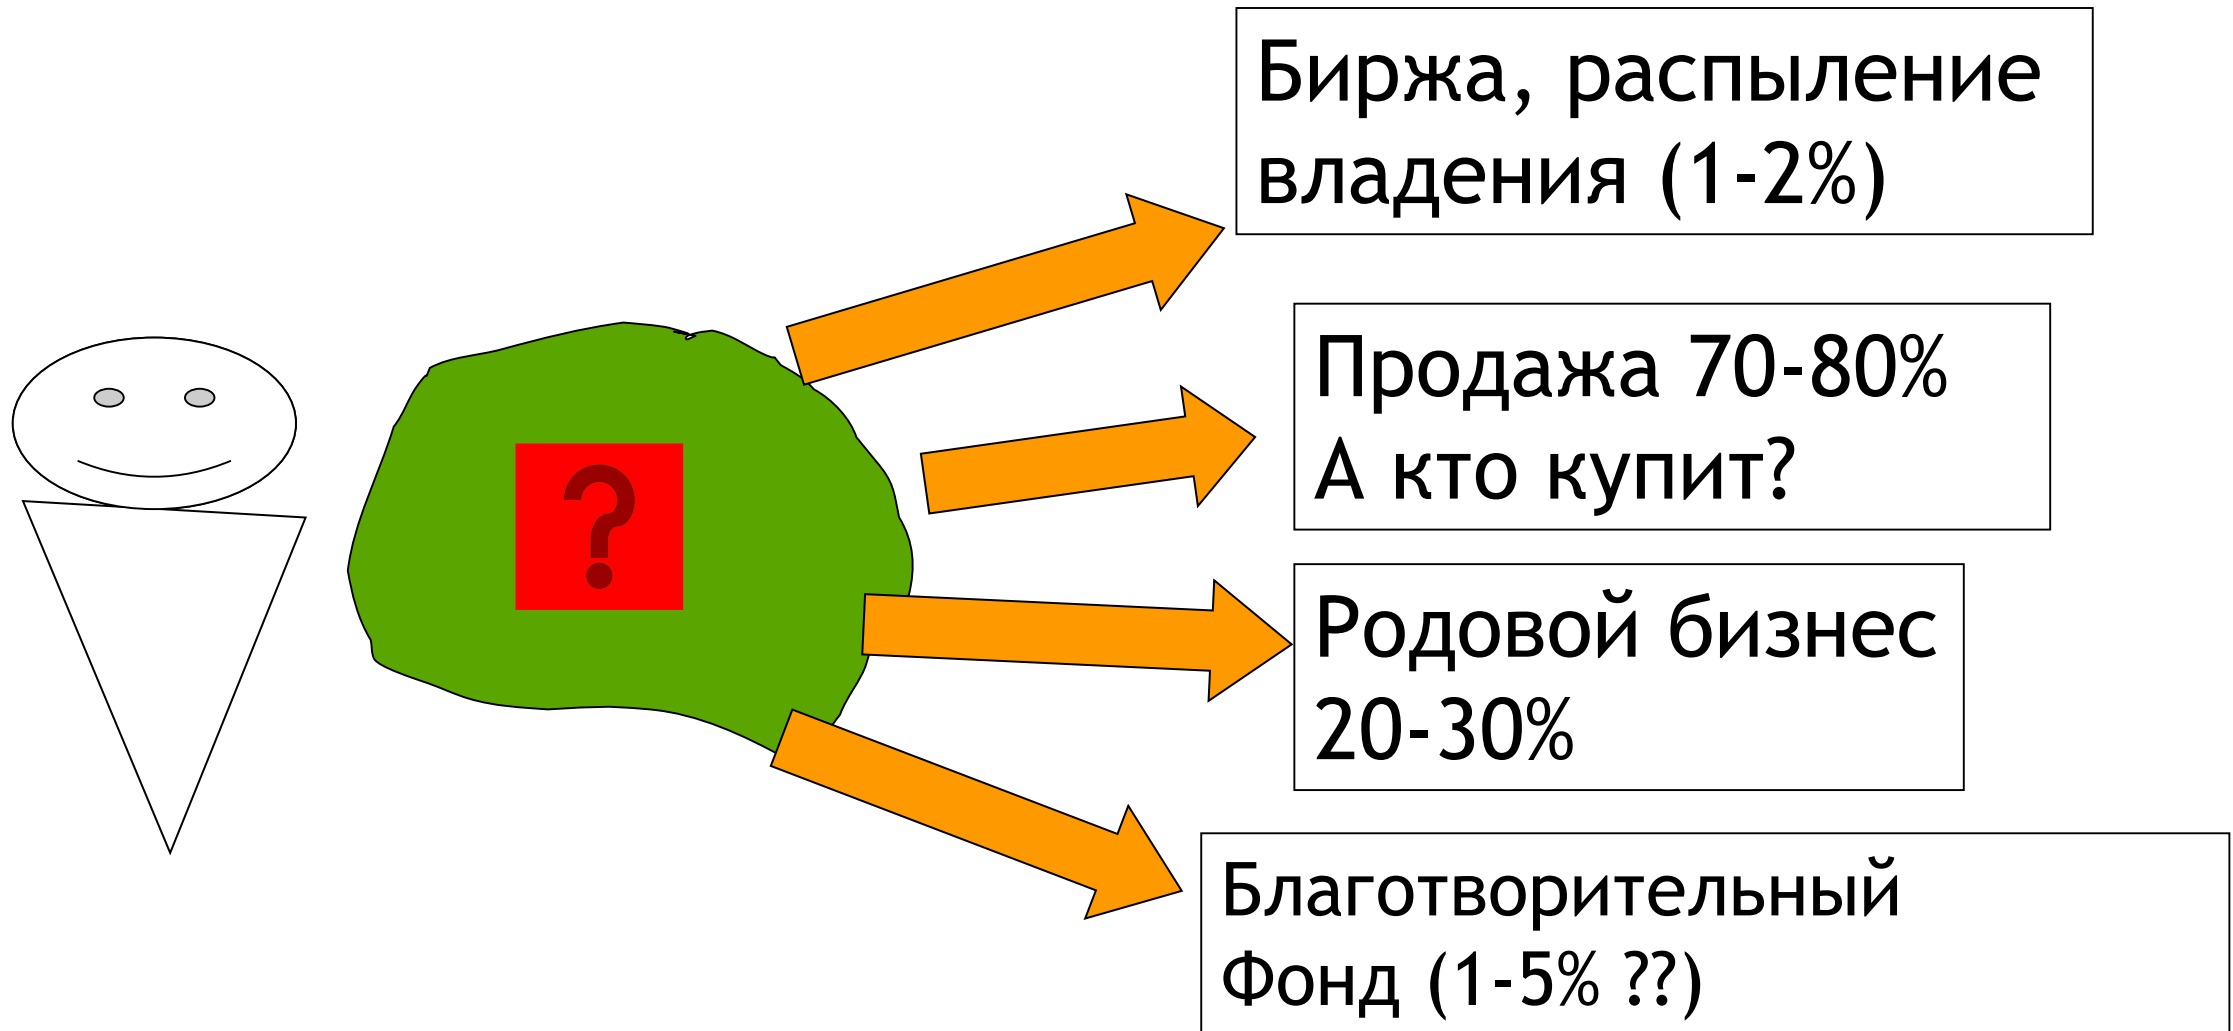 Биржа, распыление
владения (1-2%)
Продажа 70-80%
А кто купит?
?
Родовой бизнес
20-30%
Благотворительный
Фонд (1-5% ??)